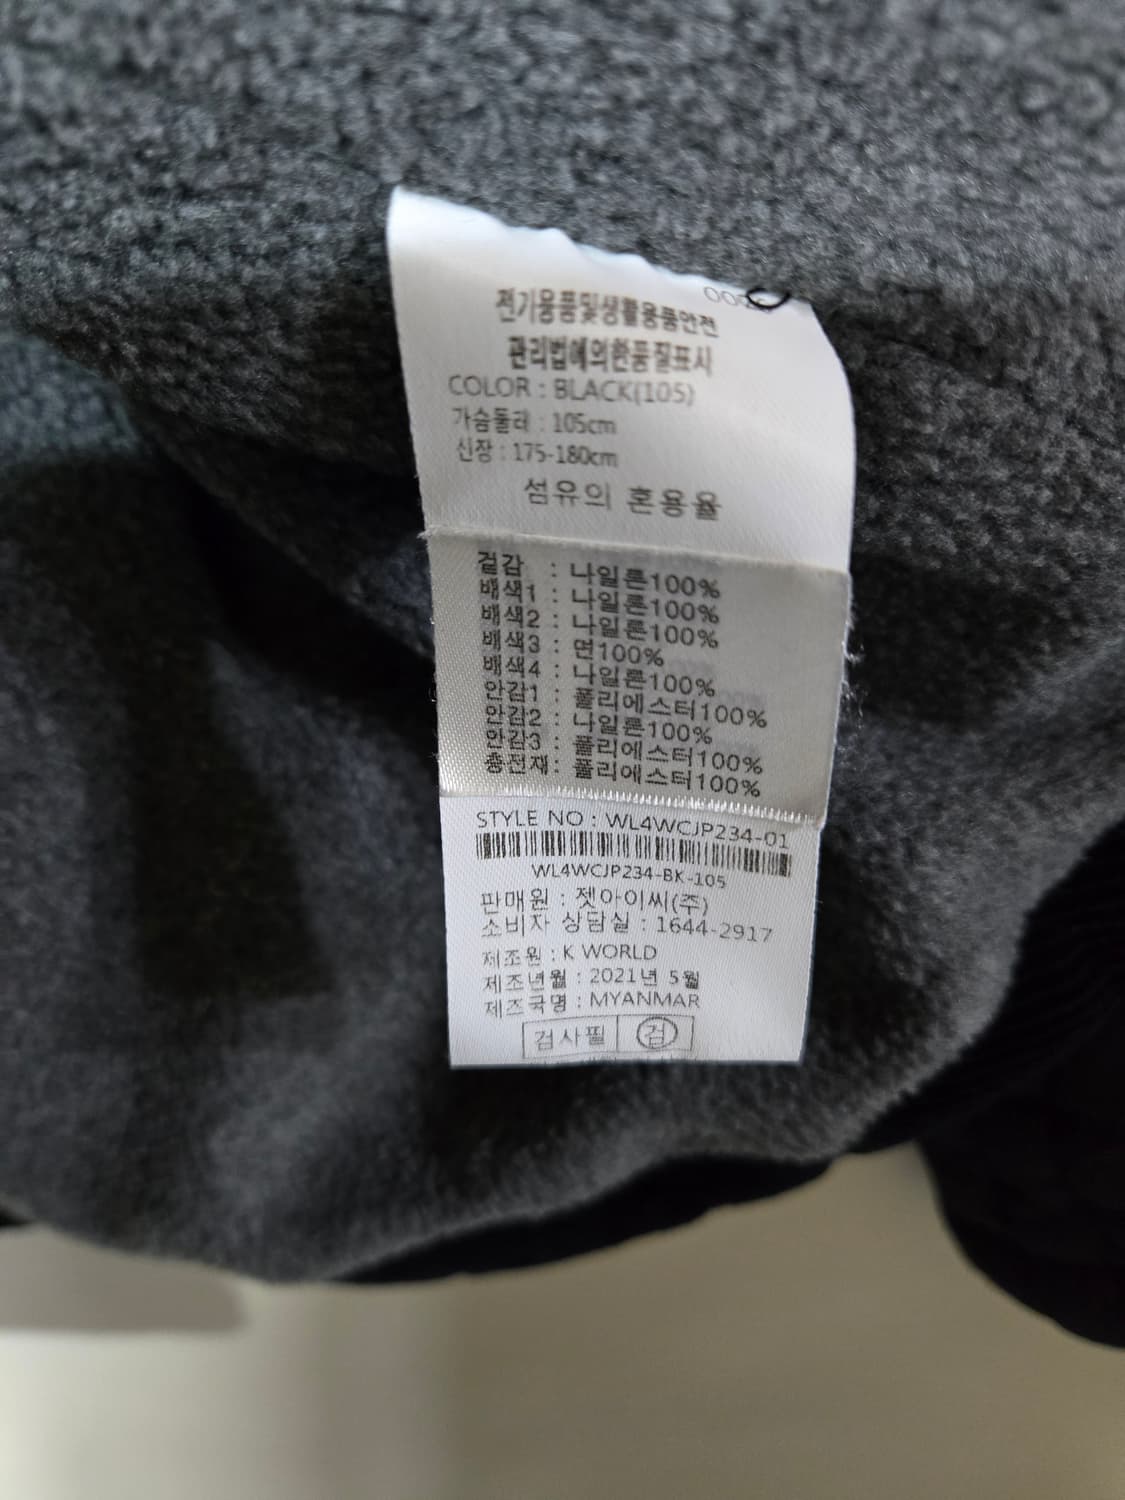 전기용품및생활용품안전
관리법에의한품질표시
COLOR : BLACK(105)
가슴둘레 : 105cm
신장 : 175-180cm
섬유의 혼용율
겉감 : 나일론100%
배색1 : 나일론100%
배색2 : 나일론100%
배색3 : 면100%
배색4 : 나일론100%
안감1 : 폴리에스터100%
안감2 : 나일론100%
안감3 : 폴리에스터100%
충전재 : 폴리에스터100%
STYLE NO : WL4WCJP234-01
WL4WCJP234-BK-105
판매원 : 젯아이씨(주)
소비자 상담실 : 1644-2917
제조원 : K WORLD
제조년월 : 2021년 5월
제조국명 : MYANMAR
검사필 검